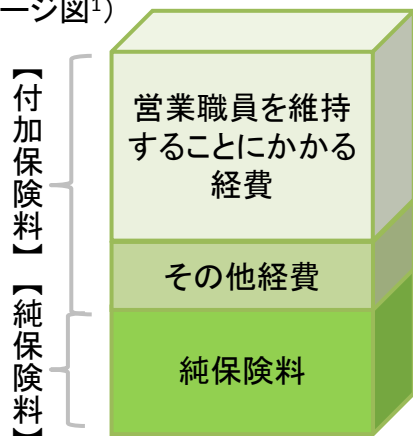 ージ図¹）
【付加保険料】
営業職員を維持
することにかかる
経費
その他経費
【純保険料】
純保険料